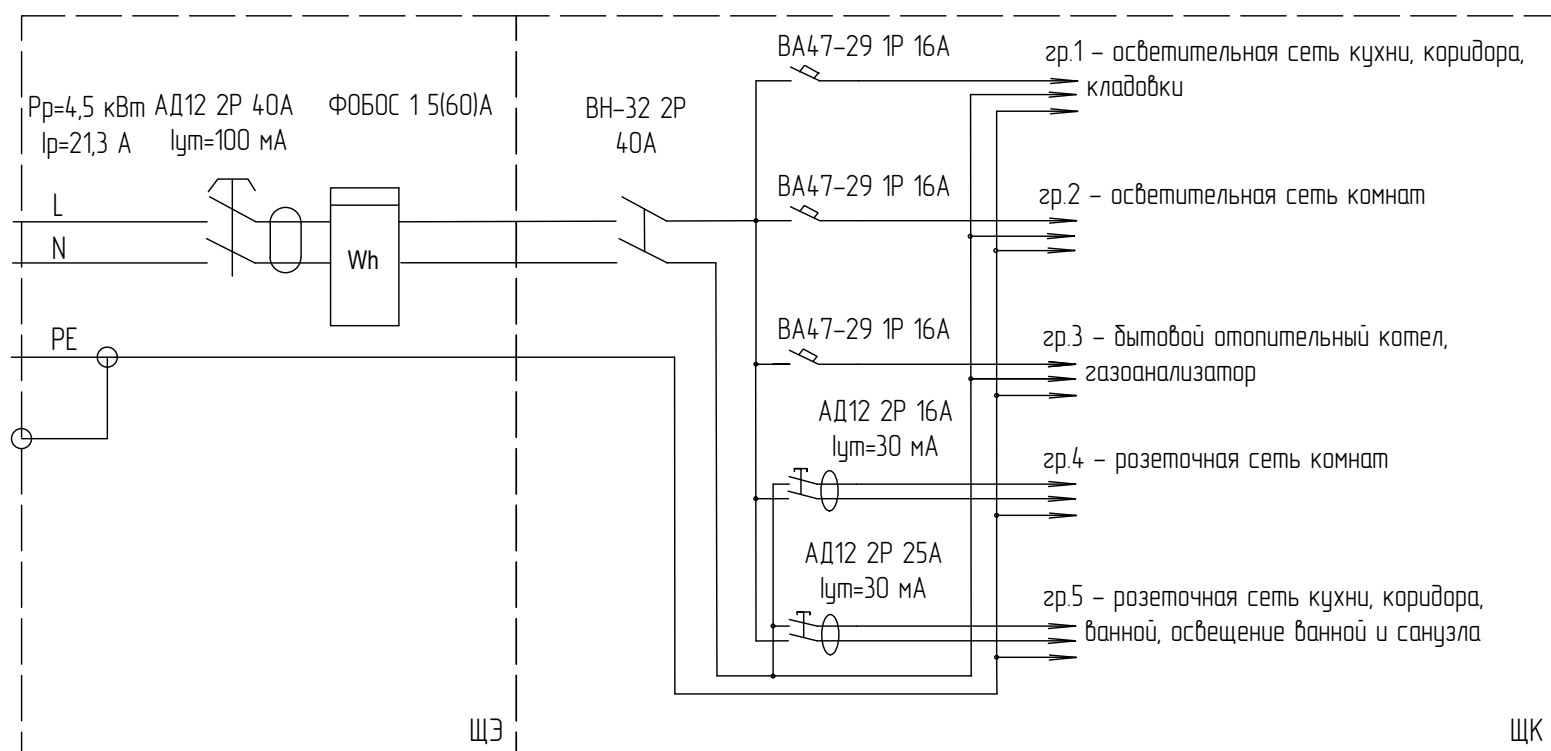 Рр=4,5 кВт
Iр=21,3 А
АД12 2Р 40А
Iут=100 мА
ФОБОС 1 5(60)А
L
N
PE
Wh
ЩЭ
ВН-32 2Р
40А
ВА47-29 1Р 16А
гр.1 - осветительная сеть кухни, коридора,
кладовки
ВА47-29 1Р 16А
гр.2 - осветительная сеть комнат
ВА47-29 1Р 16А
гр.3 - бытовой отопительный котел,
газоанализатор
АД12 2Р 16А
Iут=30 мА
гр.4 - розеточная сеть комнат
АД12 2Р 25А
Iут=30 мА
гр.5 - розеточная сеть кухни, коридора,
ванной, освещение ванной и санузла
ЩК